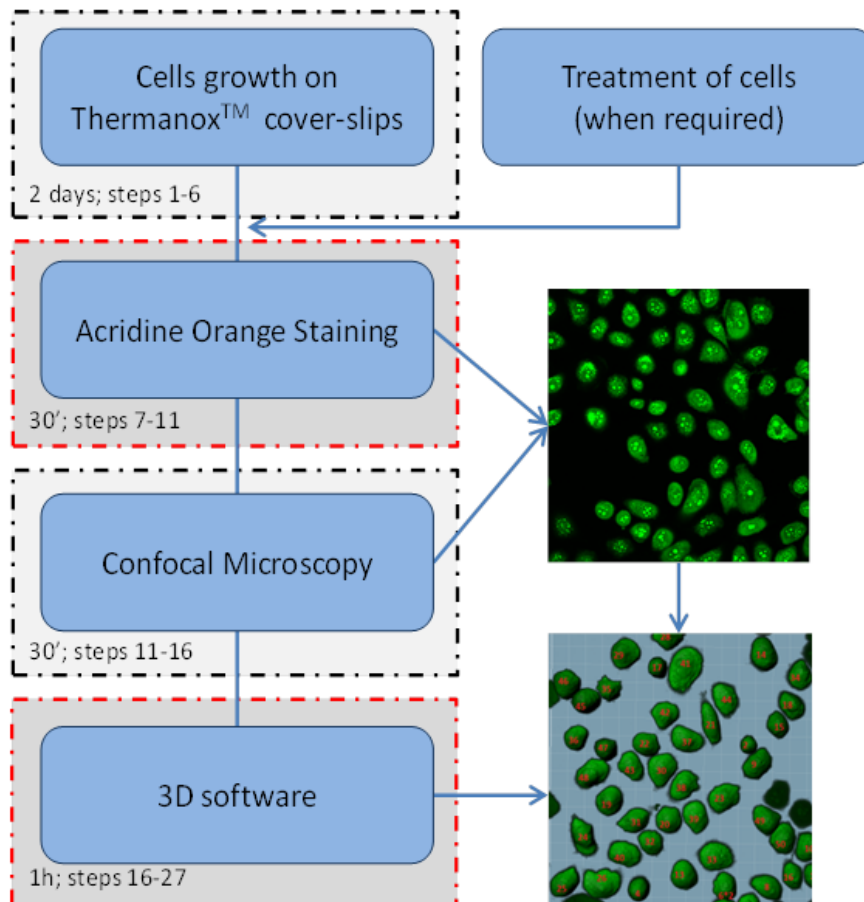 Cells growth on
Thermanox™ cover-slips
2 days; steps 1-6
Treatment of cells
(when required)
Acridine Orange Staining
30’; steps 7-11
Confocal Microscopy
30’; steps 11-16
3D software
1h; steps 16-27